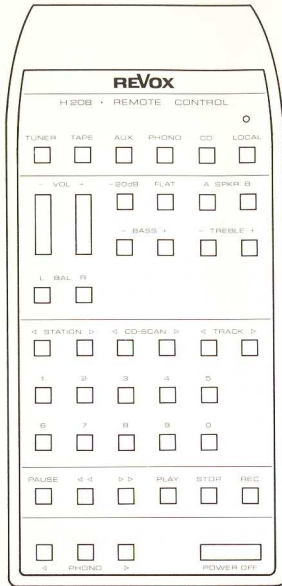 REVOX
H 208 • REMOTE CONTROL
TUNER TAPE AUX PHONO CD LOCAL
- VOL + -20dB FLAT A SPKR B
- BASS + - TREBLE +
L BAL R
◁ STATION ▷ ◁ CD-SCAN ▷ ◁ TRACK ▷
1 2 3 4 5
6 7 8 9 0
PAUSE ◁◁ ▷▷ PLAY STOP REC
◁ PHONO ▷ POWER OFF